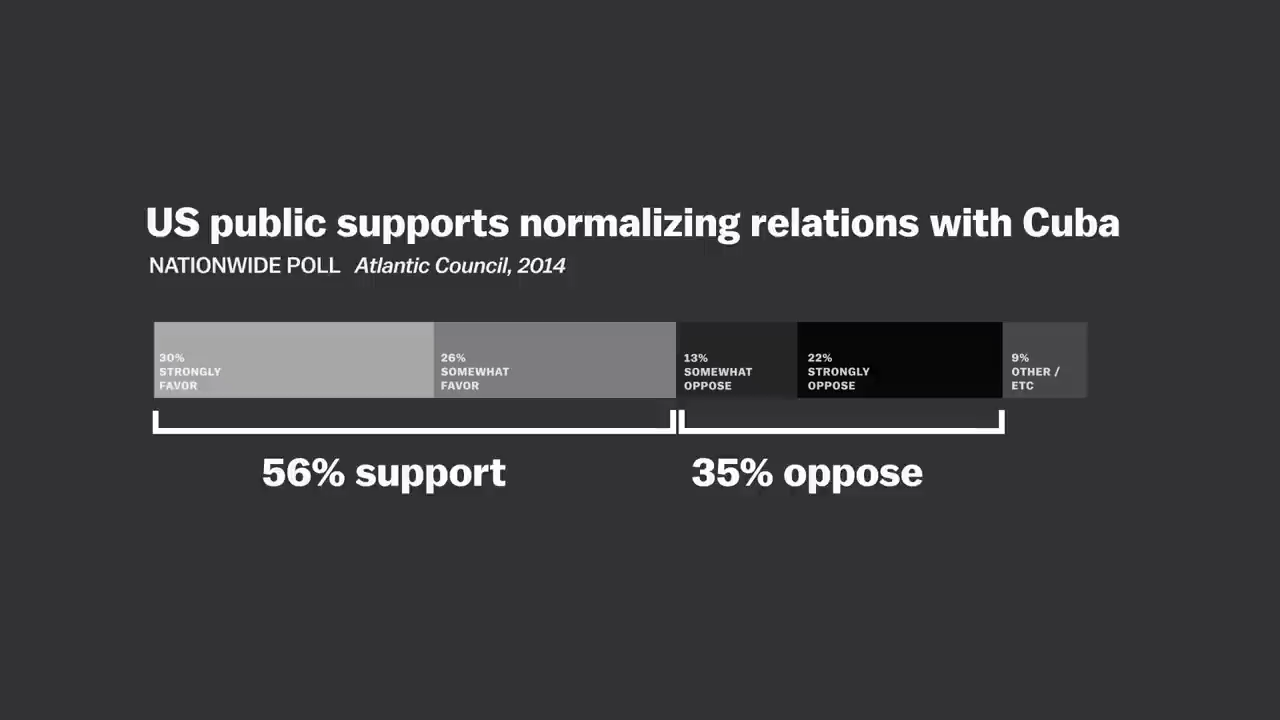 US public supports normalizing relations with Cuba
NATIONWIDE POLL Atlantic Council, 2014
30%
STRONGLY
FAVOR
26%
SOMEWHAT
FAVOR
13%
SOMEWHAT
OPPOSE
22%
STRONGLY
OPPOSE
9%
OTHER /
ETC
56% support
35% oppose